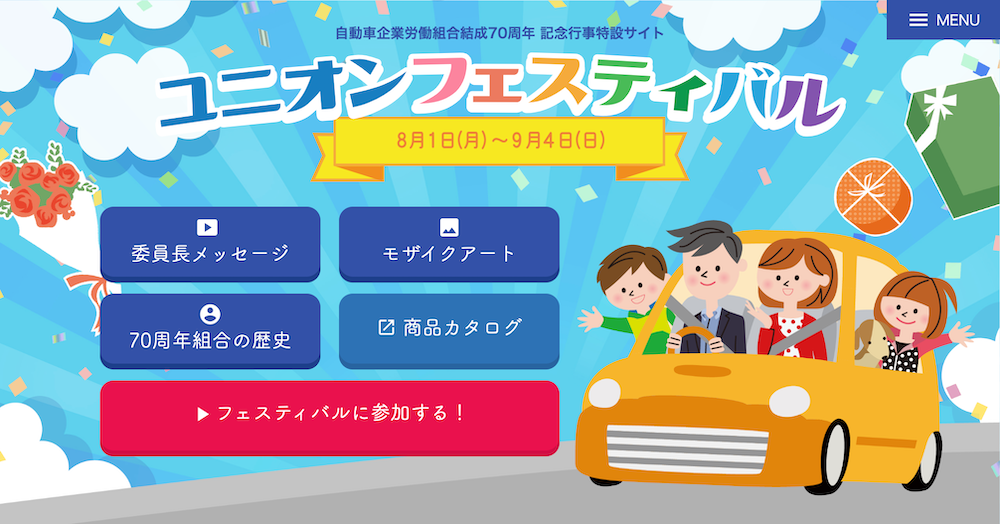 MENU
自動車企業労働組合結成70周年 記念行事特設サイト
ユニオンフェスティバル
8月1日(月)～9月4日(日)
委員長メッセージ
モザイクアート
70周年組合の歴史
商品カタログ
フェスティバルに参加する！